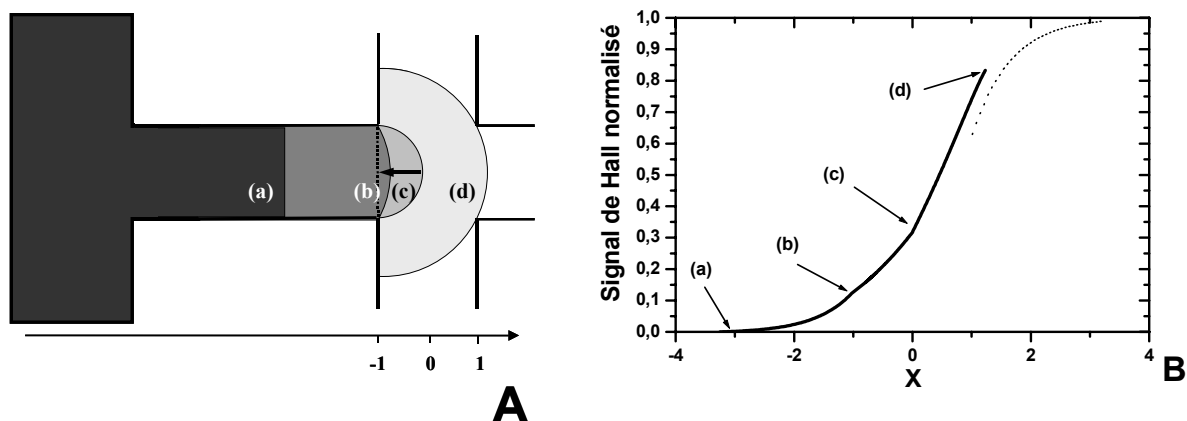 (a)
(b)
(c)
(d)
-1
0
1
A
Signal de Hall normalisé
1,0
0,9
0,8
0,7
0,6
0,5
0,4
0,3
0,2
0,1
0,0
(d)
(c)
(b)
(a)
-4
-2
0
2
4
X
B